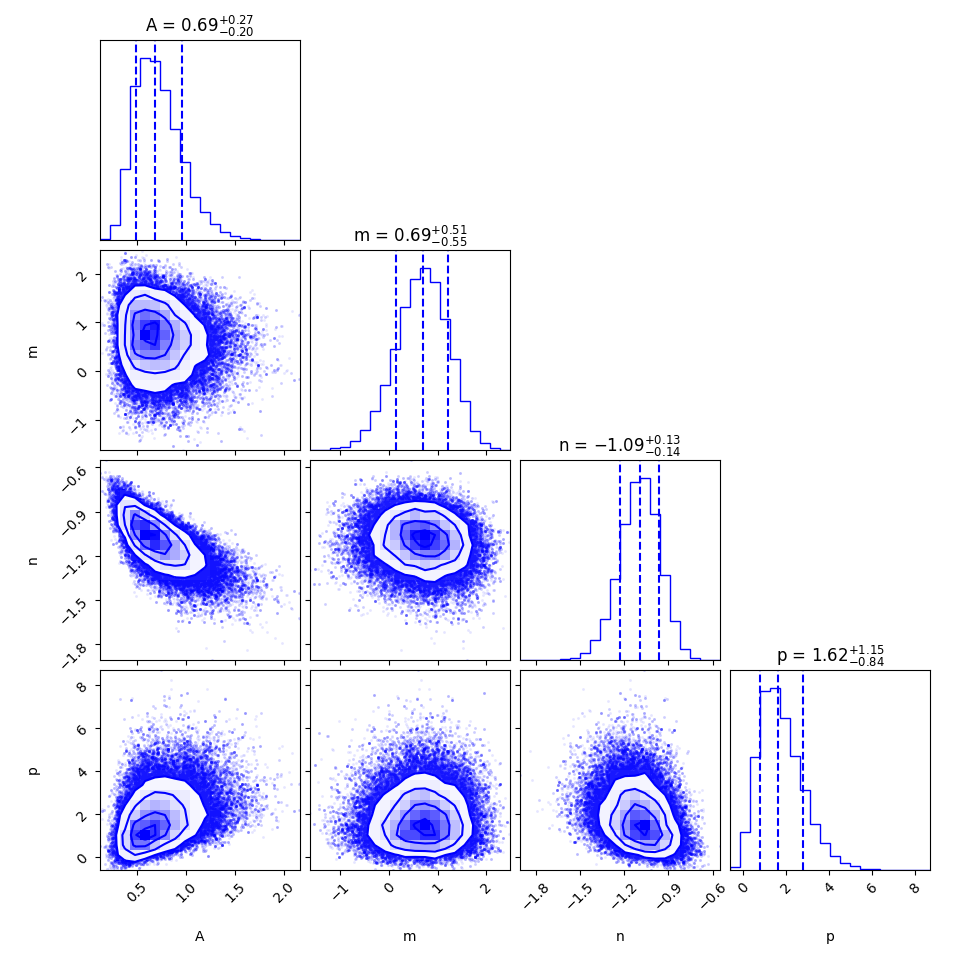 A = 0.69+0.27−0.20
m = 0.69+0.51−0.55
2
1
0
−1
m
n = −1.09+0.13−0.14
−0.6
−0.9
−1.2
−1.5
−1.8
n
p = 1.62+1.15−0.84
8
6
4
2
0
p
0.5 1.0 1.5 2.0 −1 0 1 2 −1.8 −1.5 −1.2 −0.9 −0.6 0 2 4 6 8
A m n p